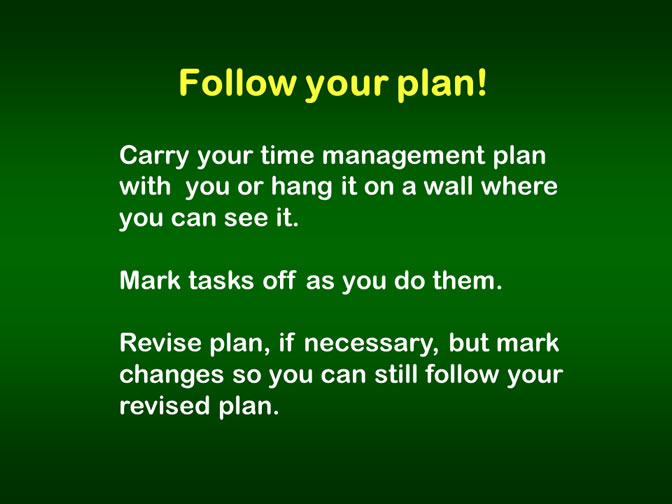 Follow your plan!
Carry your time management plan
with you or hang it on a wall where
you can see it.
Mark tasks off as you do them.
Revise plan, if necessary, but mark
changes so you can still follow your
revised plan.